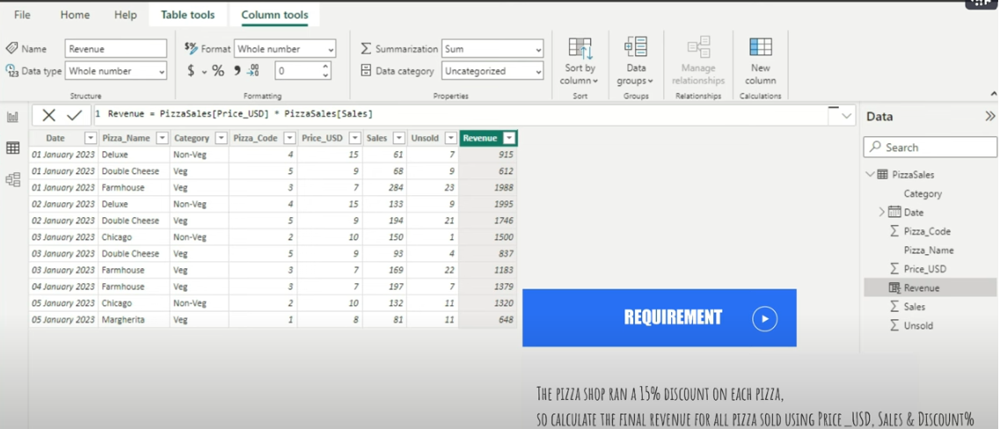 File Home Help Table tools Column tools
Name Revenue Format Whole number Summarization Sum
Data type Whole number $ % 0 Data category Uncategorized
Sort by column Data groups Manage relationships New column
Structure Formatting Properties Sort Groups Relationships Calculations
1 Revenue = PizzaSales[Price_USD] * PizzaSales[Sales]
Date Pizza_Name Category Pizza_Code Price_USD Sales Unsold Revenue
01 January 2023 Deluxe Non-Veg 4 15 61 7 915
01 January 2023 Double Cheese Veg 5 9 68 9 612
01 January 2023 Farmhouse Veg 3 7 284 23 1988
02 January 2023 Deluxe Non-Veg 4 15 133 9 1995
02 January 2023 Double Cheese Veg 5 9 194 21 1746
03 January 2023 Chicago Non-Veg 2 10 150 1 1500
03 January 2023 Double Cheese Veg 5 9 93 4 837
03 January 2023 Farmhouse Veg 3 7 169 22 1183
04 January 2023 Farmhouse Veg 3 7 197 7 1379
05 January 2023 Chicago Non-Veg 2 10 132 11 1320
05 January 2023 Margherita Veg 1 8 81 11 648
Data
Search
PizzaSales
Category
Date
Pizza_Code
Pizza_Name
Price_USD
Revenue
Sales
Unsold
REQUIREMENT
THE PIZZA SHOP RAN A 15% DISCOUNT ON EACH PIZZA,
SO CALCULATE THE FINAL REVENUE FOR ALL PIZZA SOLD USING PRICE_USD, SALES & DISCOUNT%